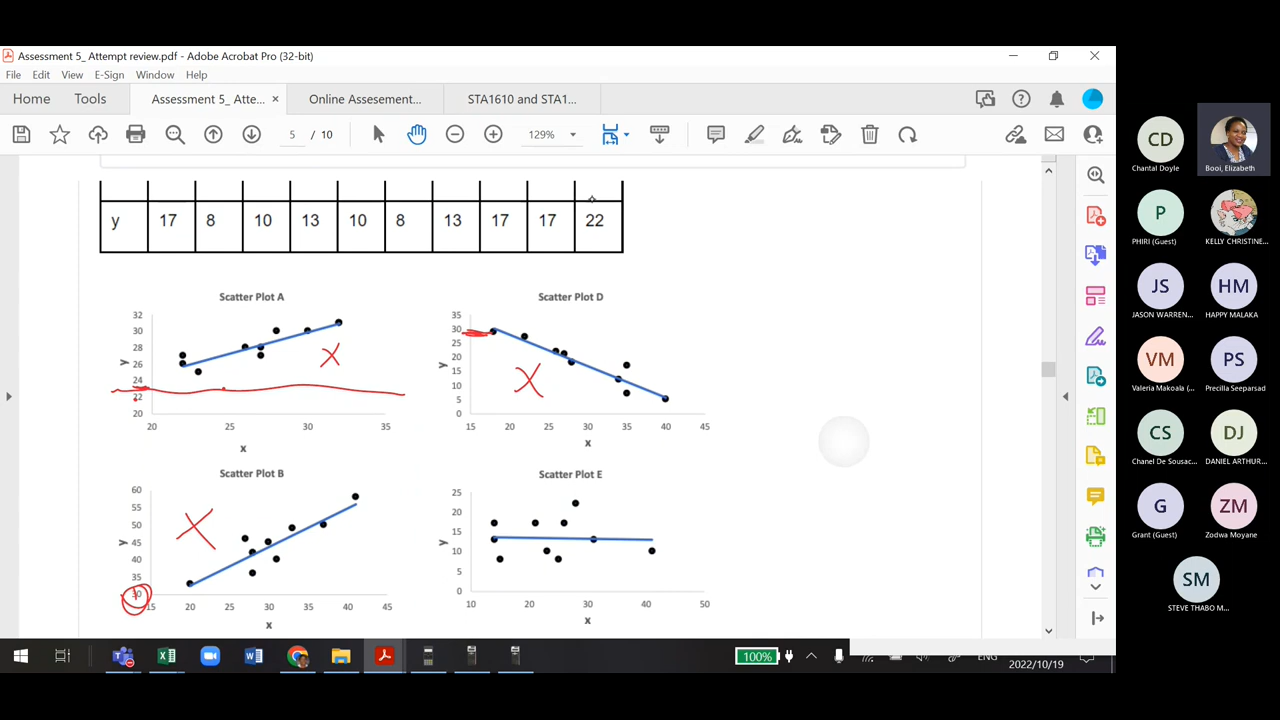 Assessment 5_ Attempt review.pdf - Adobe Acrobat Pro (32-bit)
File Edit View E-Sign Window Help
Home Tools Assessment 5_ Atte... × Online Assesement... STA1610 and STA1...
5 / 10 129%
y 17 8 10 13 10 8 13 17 17 22
Scatter Plot A
32
30
28
26
24
22
20
y
20 25 30 35
x
Scatter Plot D
35
30
25
20
15
10
5
0
y
15 20 25 30 35 40 45
x
Scatter Plot B
60
55
50
45
40
35
30
y
15 20 25 30 35 40 45
x
Scatter Plot E
25
20
15
10
5
0
y
10 20 30 40 50
x
CD
Chantal Doyle
Booi, Elizabeth
P
PHIRI (Guest)
KELLY CHRISTINE...
JS
JASON WARREN...
HM
HAPPY MALAKA
VM
Valeria Makoala (...
PS
Precilla Seeparsad
CS
Chanel De Sousac...
DJ
DANIEL ARTHUR...
G
Grant (Guest)
ZM
Zodwa Moyane
SM
STEVE THABO M...
100%
ENG
2022/10/19